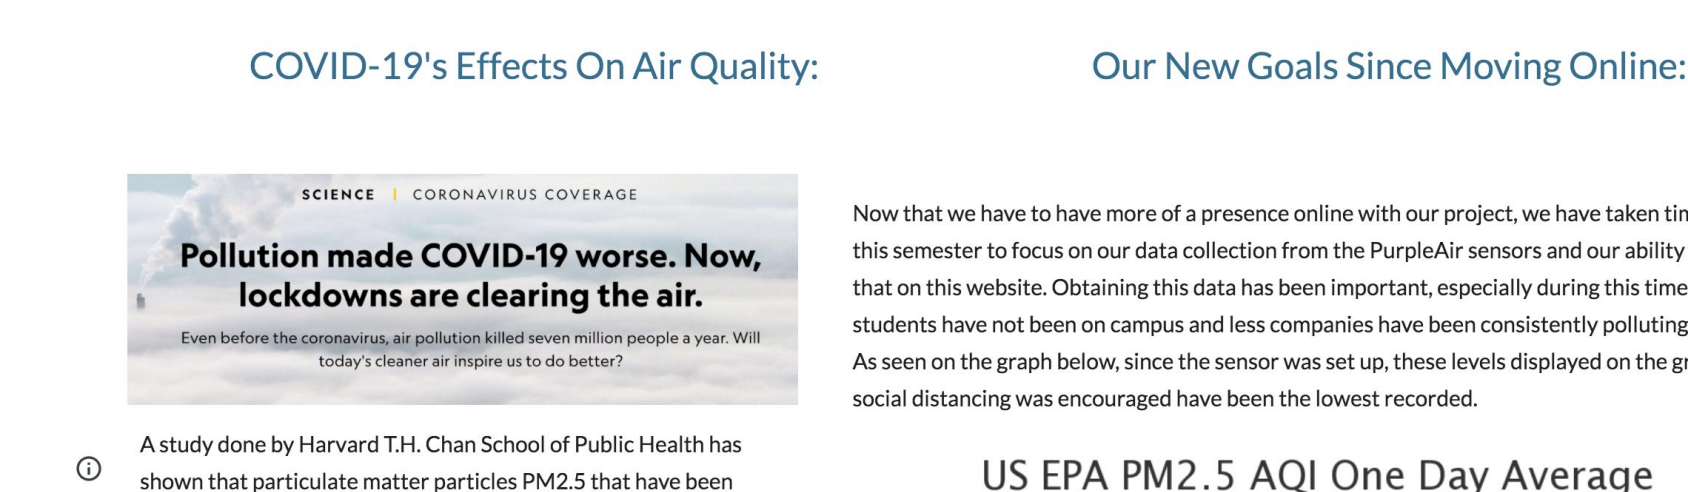 COVID-19's Effects On Air Quality:
SCIENCE | CORONAVIRUS COVERAGE
Pollution made COVID-19 worse. Now,
lockdowns are clearing the air.
Even before the coronavirus, air pollution killed seven million people a year. Will
today's cleaner air inspire us to do better?
A study done by Harvard T.H. Chan School of Public Health has
shown that particulate matter particles PM2.5 that have been
Our New Goals Since Moving Online:
Now that we have to have more of a presence online with our project, we have taken
this semester to focus on our data collection from the PurpleAir sensors and our ability
that on this website. Obtaining this data has been important, especially during this time
students have not been on campus and less companies have been consistently polluting
As seen on the graph below, since the sensor was set up, these levels displayed on the
social distancing was encouraged have been the lowest recorded.
US EPA PM2.5 AQI One Day Average